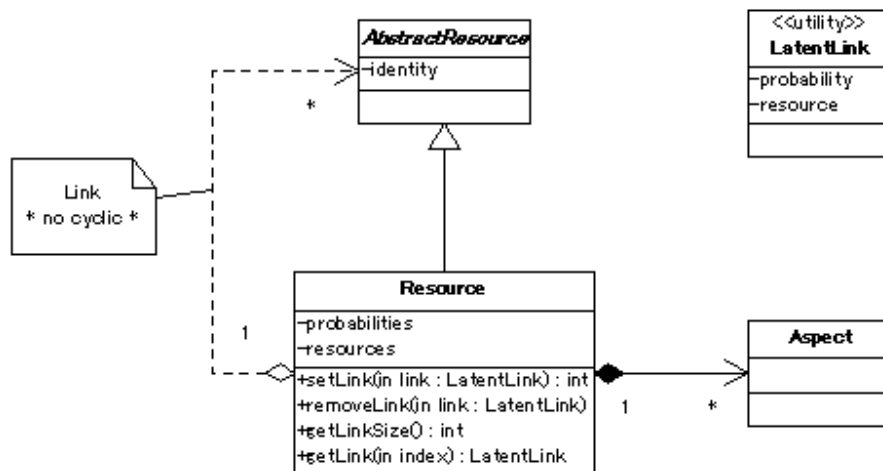 AbstractResource
-identity
*
<<utility>>
LatentLink
-probability
-resource
Link
* no cyclic *
1
Resource
-probabilities
-resources
+setLink(in link : LatentLink) : int
+removeLink(in link : LatentLink)
+getLinkSize() : int
+getLink(in index) : LatentLink
1
*
Aspect